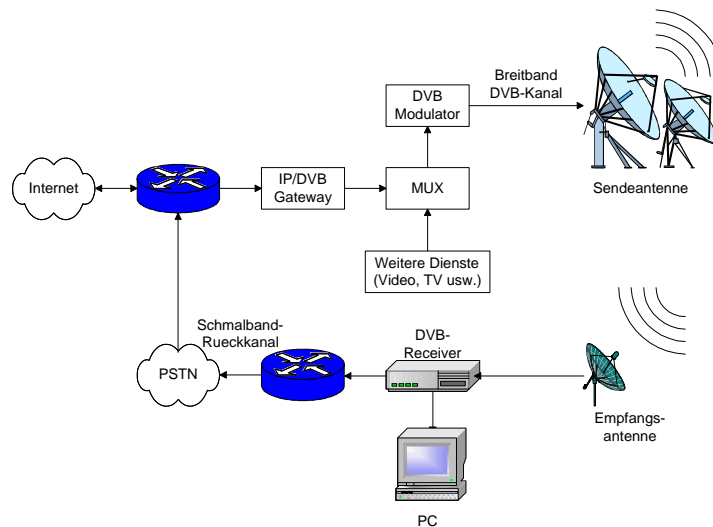 Breitband
DVB-Kanal
DVB
Modulator
Internet
IP/DVB
Gateway
MUX
Sendeantenne
Weitere Dienste
(Video, TV usw.)
Schmalband-
Rueckkanal
DVB-
Receiver
PSTN
Empfangs-
antenne
PC